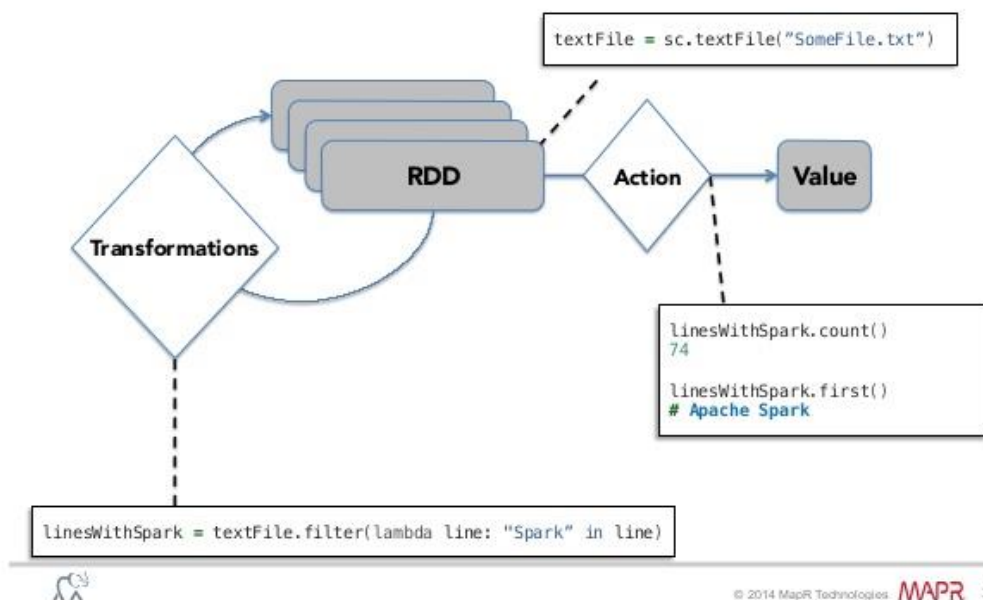 textFile = sc.textFile(”SomeFile.txt”)
RDD
Action
Value
Transformations
linesWithSpark.count()
74
linesWithSpark.first()
# Apache Spark
linesWithSpark = textFile.filter(lambda line: "Spark” in line)
© 2014 MapR Technologies MAPR